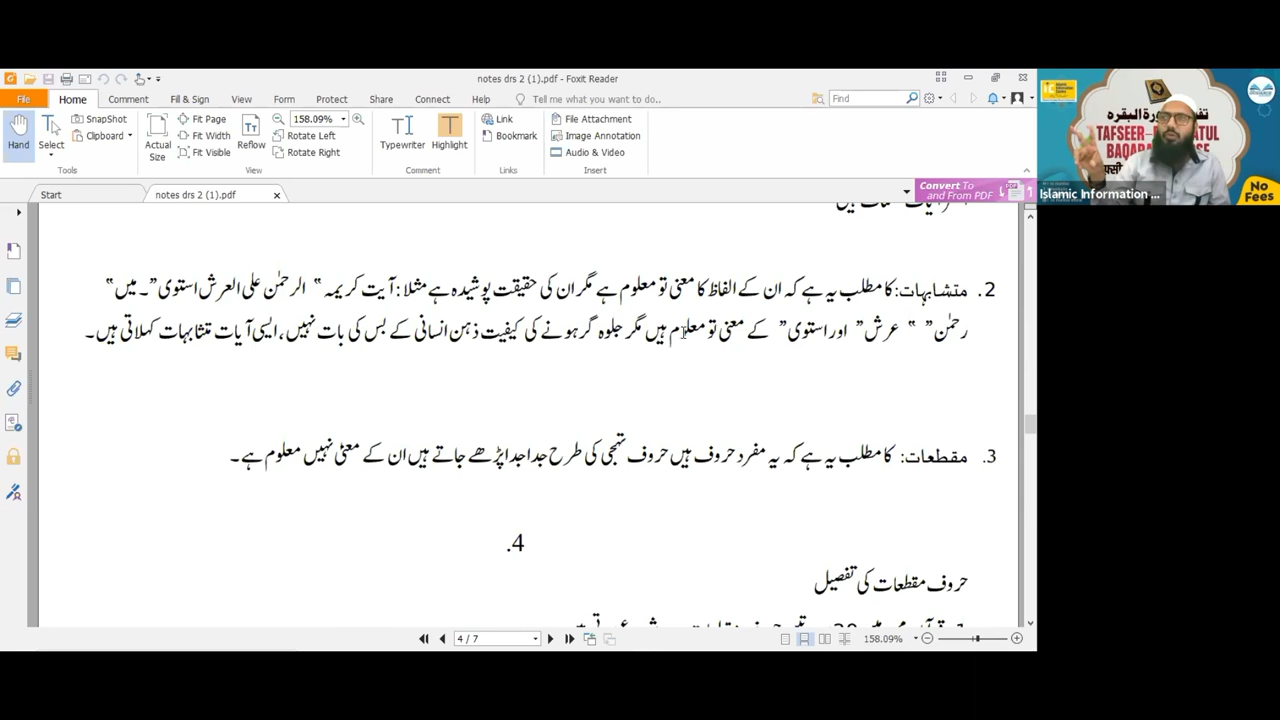 notes drs 2 (1).pdf - Foxit Reader
File Home Comment Fill & Sign View Form Protect Share Connect Help Tell me what you want to do.. Find
Hand
Select
SnapShot
Clipboard
Actual Size
Fit Page
Fit Width
Fit Visible
Reflow
158.09%
Rotate Left
Rotate Right
Typewriter
Highlight
Link
Bookmark
File Attachment
Image Annotation
Audio & Video
Tools View Comment Links Insert
Start notes drs 2 (1).pdf
Convert To and From PDF
2. متشابہات: کا مطلب یہ ہے کہ ان کے الفاظ کا معنی تو معلوم ہے مگر ان کی حقیقت پوشیدہ ہے مثلا: آیت کریمہ “ الرحمٰن علی العرش استوی”۔ میں “
رحمٰن” “ عرش” اور استوی” کے معنی تو معلوم ہیں مگر جلوہ گر ہونے کی کیفیت ذہن انسانی کے بس کی بات نہیں، ایسی آیات متشابہات کہلاتی ہیں۔
3. مقطعات: کا مطلب یہ ہے کہ یہ مفرد حروف ہیں حروف تہجی کی طرح جدا جدا پڑھے جاتے ہیں ان کے معنٰی نہیں معلوم ہے۔
4.
حروف مقطعات کی تفصیل
4 / 7
158.09%
البقره
TAFSEER
BAQARA
No Fees
Islamic Information ...